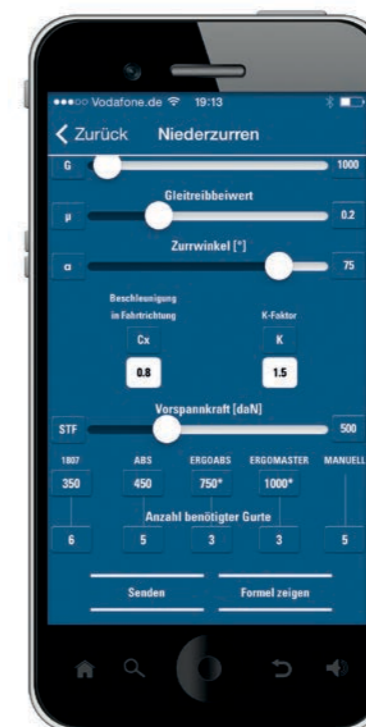 Vodafone.de 19:13
Zurück Niederzurren
G 1000
Gleitreibbeiwert
µ 0.2
Zurrwinkel [°]
α 75
Beschleunigung
in Fahrtrichtung K-Faktor
Cx K
0.8 1.5
Vorspannkraft [daN]
STF 500
1807 ABS ERGOABS ERGOMASTER MANUELL
350 450 750* 1000*
Anzahl benötigter Gurte
6 5 3 3 5
Senden Formel zeigen